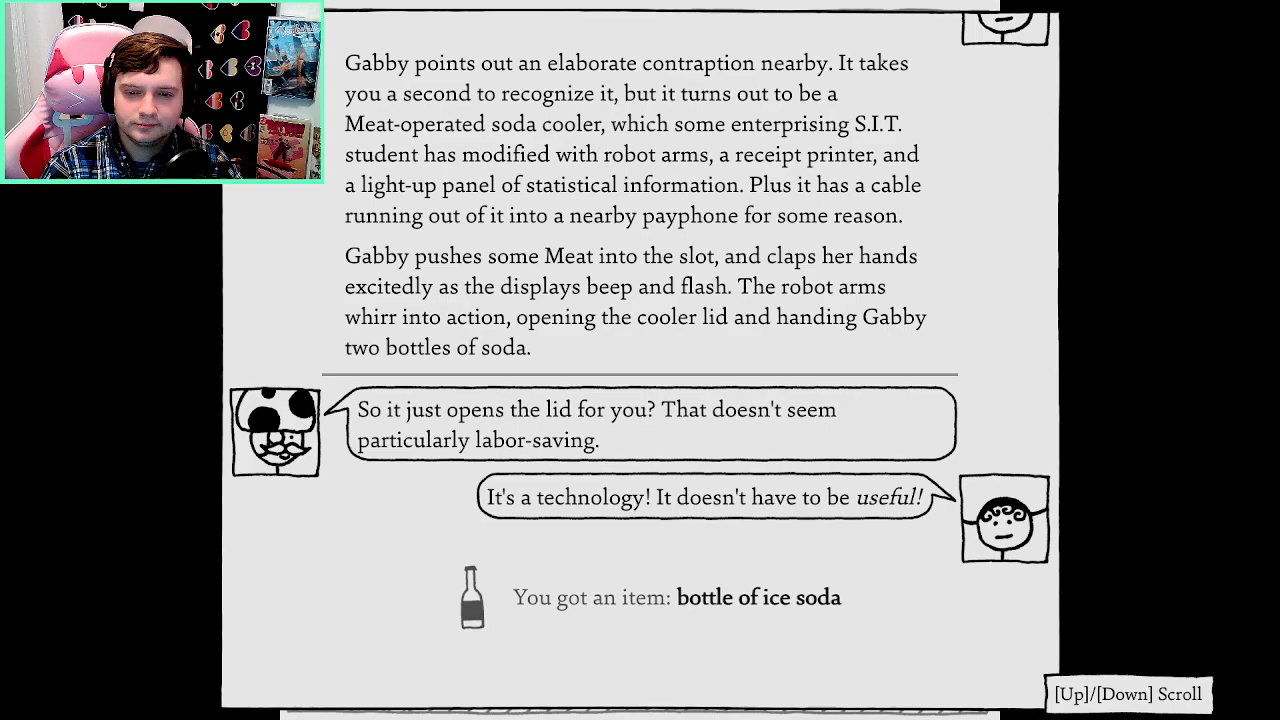 Gabby points out an elaborate contraption nearby. It takes
you a second to recognize it, but it turns out to be a
Meat-operated soda cooler, which some enterprising S.I.T.
student has modified with robot arms, a receipt printer, and
a light-up panel of statistical information. Plus it has a cable
running out of it into a nearby payphone for some reason.
Gabby pushes some Meat into the slot, and claps her hands
excitedly as the displays beep and flash. The robot arms
whirr into action, opening the cooler lid and handing Gabby
two bottles of soda.
So it just opens the lid for you? That doesn't seem
particularly labor-saving.
It's a technology! It doesn't have to be useful!
You got an item: bottle of ice soda
[Up]/[Down] Scroll